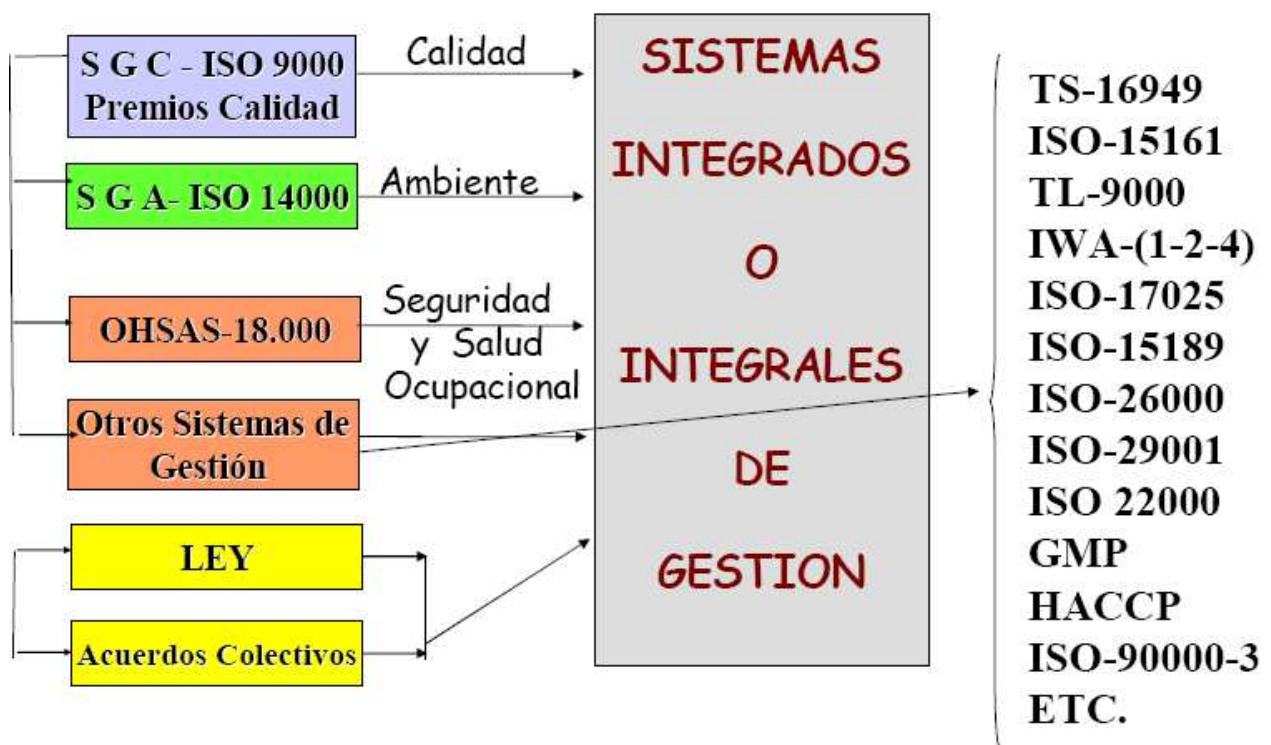 S G C - ISO 9000
Premios Calidad
Calidad
S G A- ISO 14000
Ambiente
OHSAS-18.000
Seguridad
y Salud
Ocupacional
Otros Sistemas de
Gestión
LEY
Acuerdos Colectivos
SISTEMAS
INTEGRADOS
O
INTEGRALES
DE
GESTION
TS-16949
ISO-15161
TL-9000
IWA-(1-2-4)
ISO-17025
ISO-15189
ISO-26000
ISO-29001
ISO 22000
GMP
HACCP
ISO-90000-3
ETC.